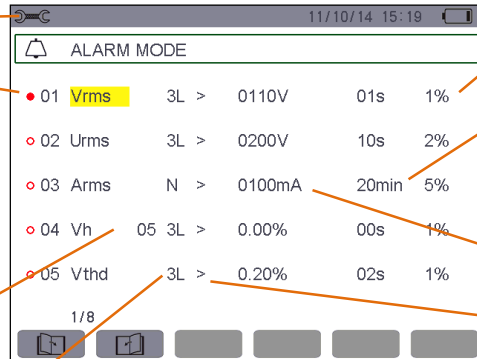 11/10/14 15:19
ALARM MODE
01 Vrms 3L > 0110V 01s 1%
02 Urms 3L > 0200V 10s 2%
03 Arms N > 0100mA 20min 5%
04 Vh 05 3L > 0.00% 00s 1%
05 Vthd 3L > 0.20% 02s 1%
1/8